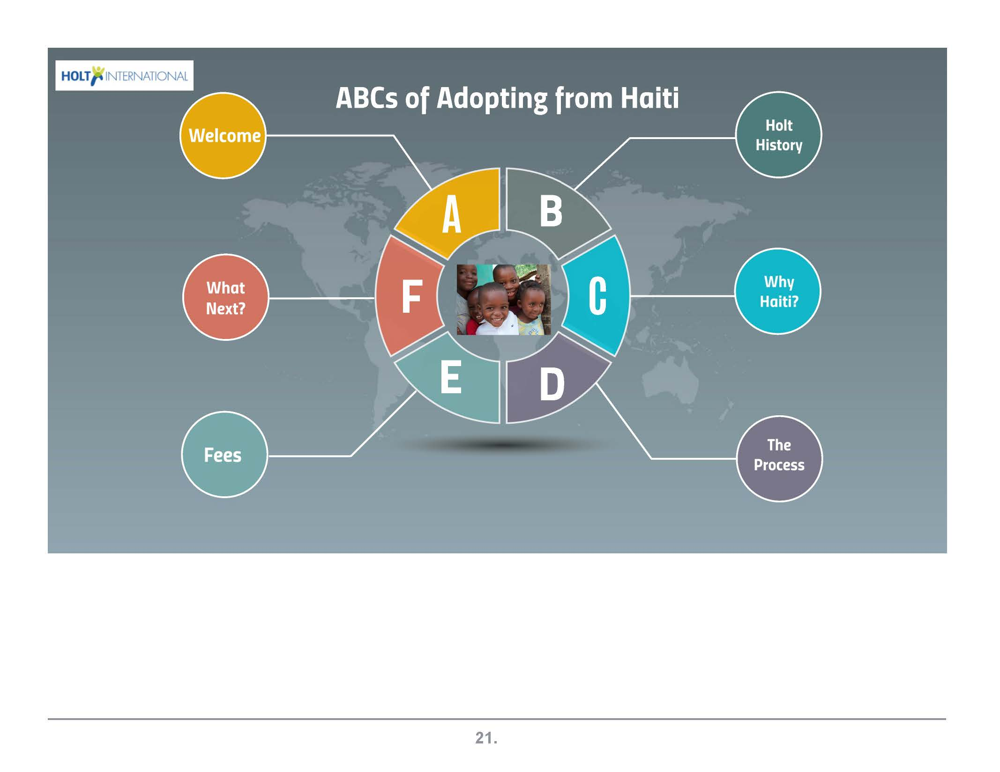 HOLT INTERNATIONAL
ABCs of Adopting from Haiti
Welcome
Holt
History
A
B
What
Next?
F
C
Why
Haiti?
E
D
Fees
The
Process
21.